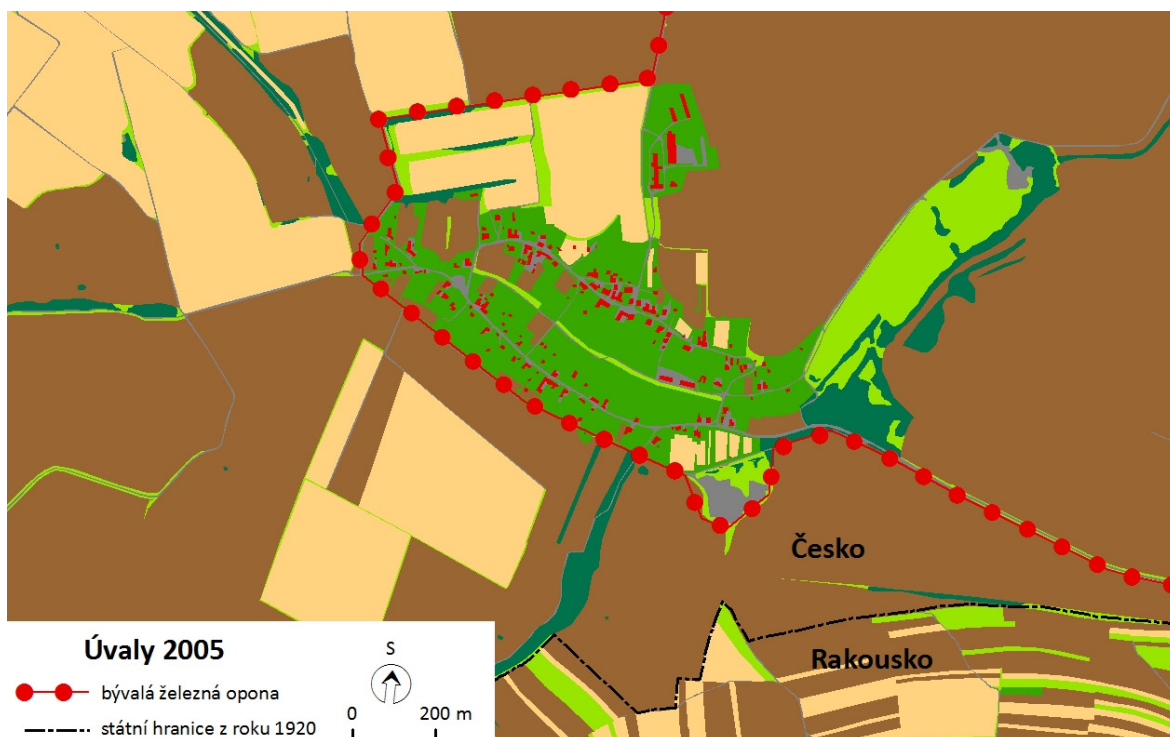 Česko
Rakousko
Úvaly 2005
S
bývalá železná opona
0 200 m
státní hranice z roku 1920